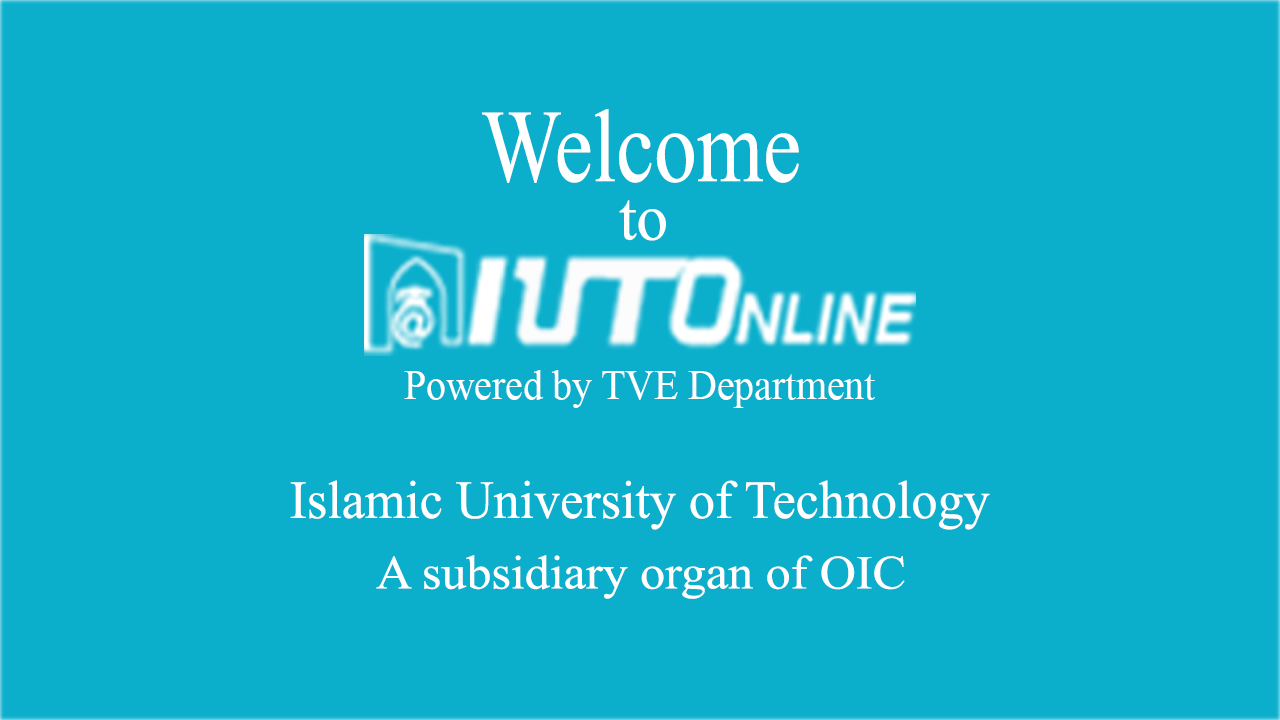 Welcome
to
IUTONLINE
Powered by TVE Department
Islamic University of Technology
A subsidiary organ of OIC